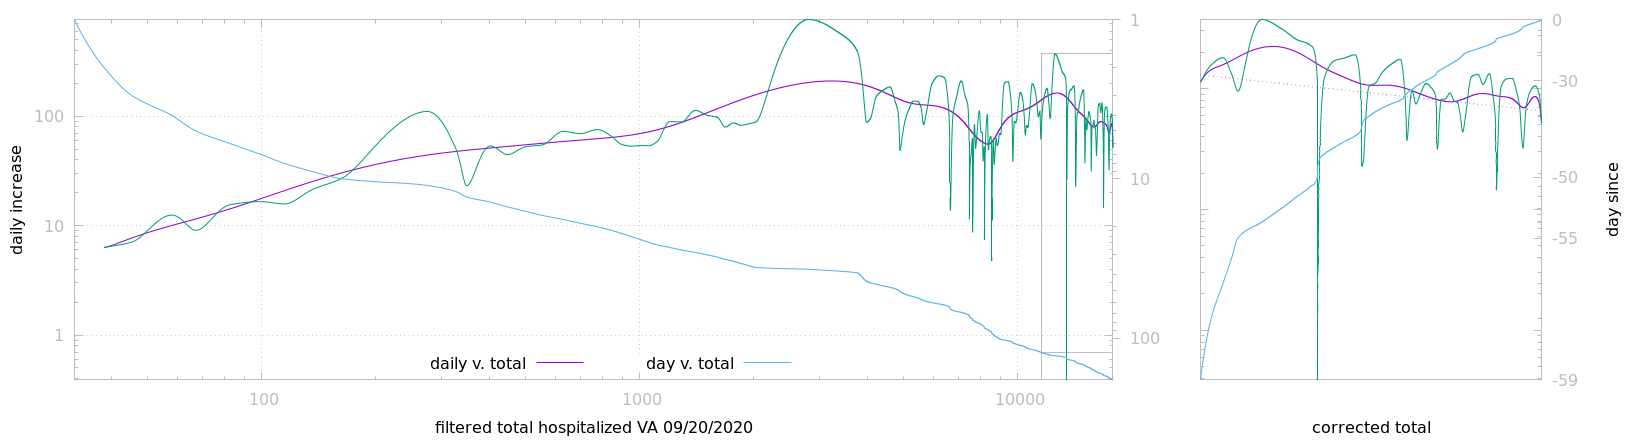 1
0
100
-30
10
10
-50
-55
1
100
-59
daily increase
day since
daily v. total
day v. total
100
1000
10000
filtered total hospitalized VA 09/20/2020
corrected total